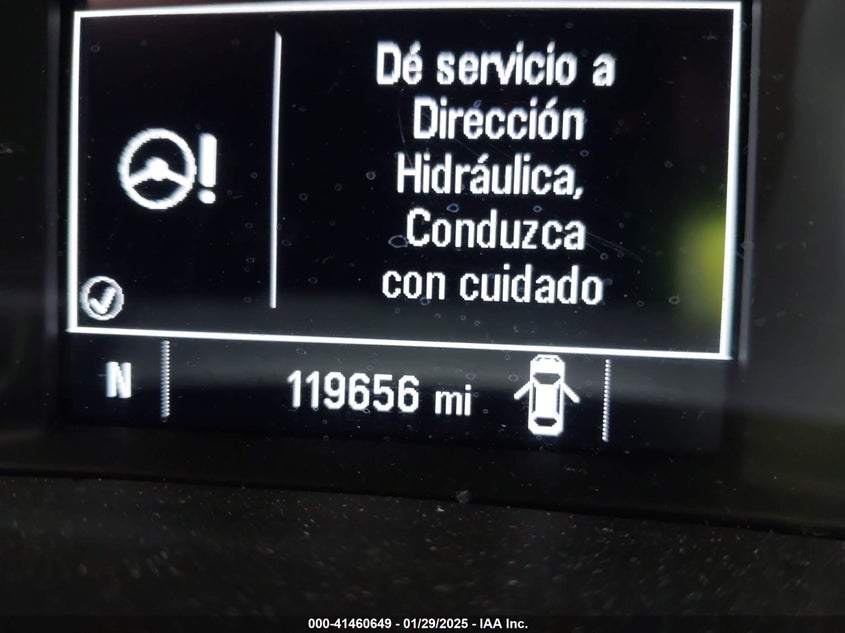 Dé servicio a
Dirección
Hidráulica,
Conduzca
con cuidado
N
119656 mi
000-41460649 - 01/29/2025 - IAA Inc.